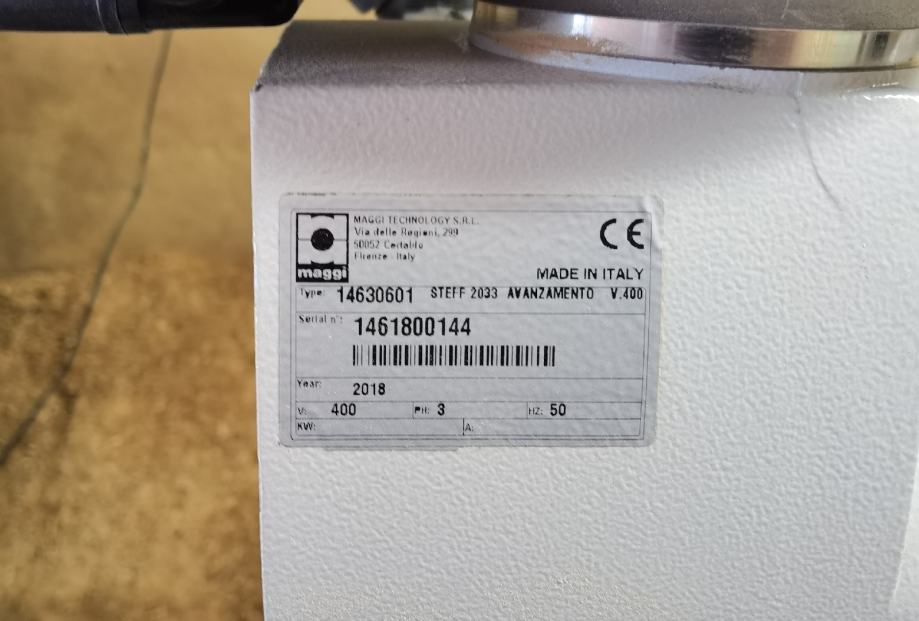 MAGGI TECHNOLOGY S.R.L.
Via delle Regioni, 299
50052 Certaldo
Firenze - Italy
maggi
CE
MADE IN ITALY
Type: 14630601 STEFF 2033 AVANZAMENTO V.400
Serial n°: 1461800144
Year: 2018
V: 400 PH: 3 HZ: 50
KW: A: